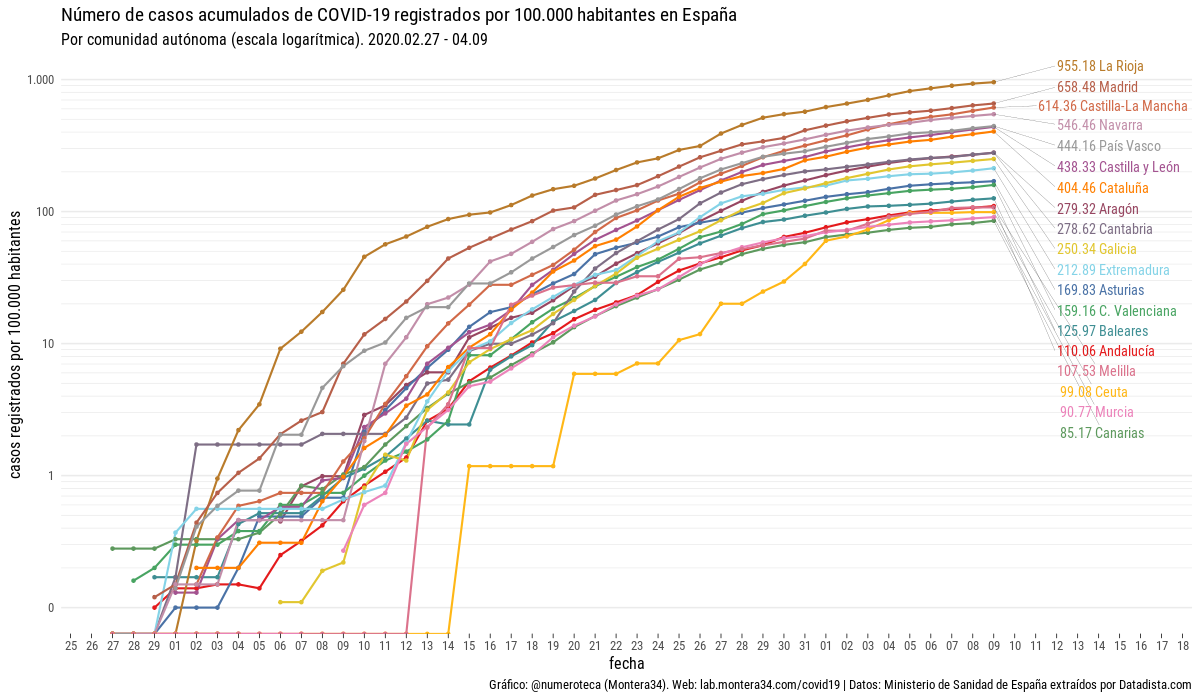 Número de casos acumulados de COVID-19 registrados por 100.000 habitantes en España
Por comunidad autónoma (escala logarítmica). 2020.02.27 - 04.09
casos registrados por 100.000 habitantes
1.000
100
10
1
0
955.18 La Rioja
658.48 Madrid
614.36 Castilla-La Mancha
546.46 Navarra
444.16 País Vasco
438.33 Castilla y León
404.46 Cataluña
279.32 Aragón
278.62 Cantabria
250.34 Galicia
212.89 Extremadura
169.83 Asturias
159.16 C. Valenciana
125.97 Baleares
110.06 Andalucía
107.53 Melilla
99.08 Ceuta
90.77 Murcia
85.17 Canarias
25 26 27 28 29 01 02 03 04 05 06 07 08 09 10 11 12 13 14 15 16 17 18 19 20 21 22 23 24 25 26 27 28 29 30 31 01 02 03 04 05 06 07 08 09 10 11 12 13 14 15 16 17 18
fecha
Gráfico: @numeroteca (Montera34). Web: lab.montera34.com/covid19 | Datos: Ministerio de Sanidad de España extraídos por Datadista.com